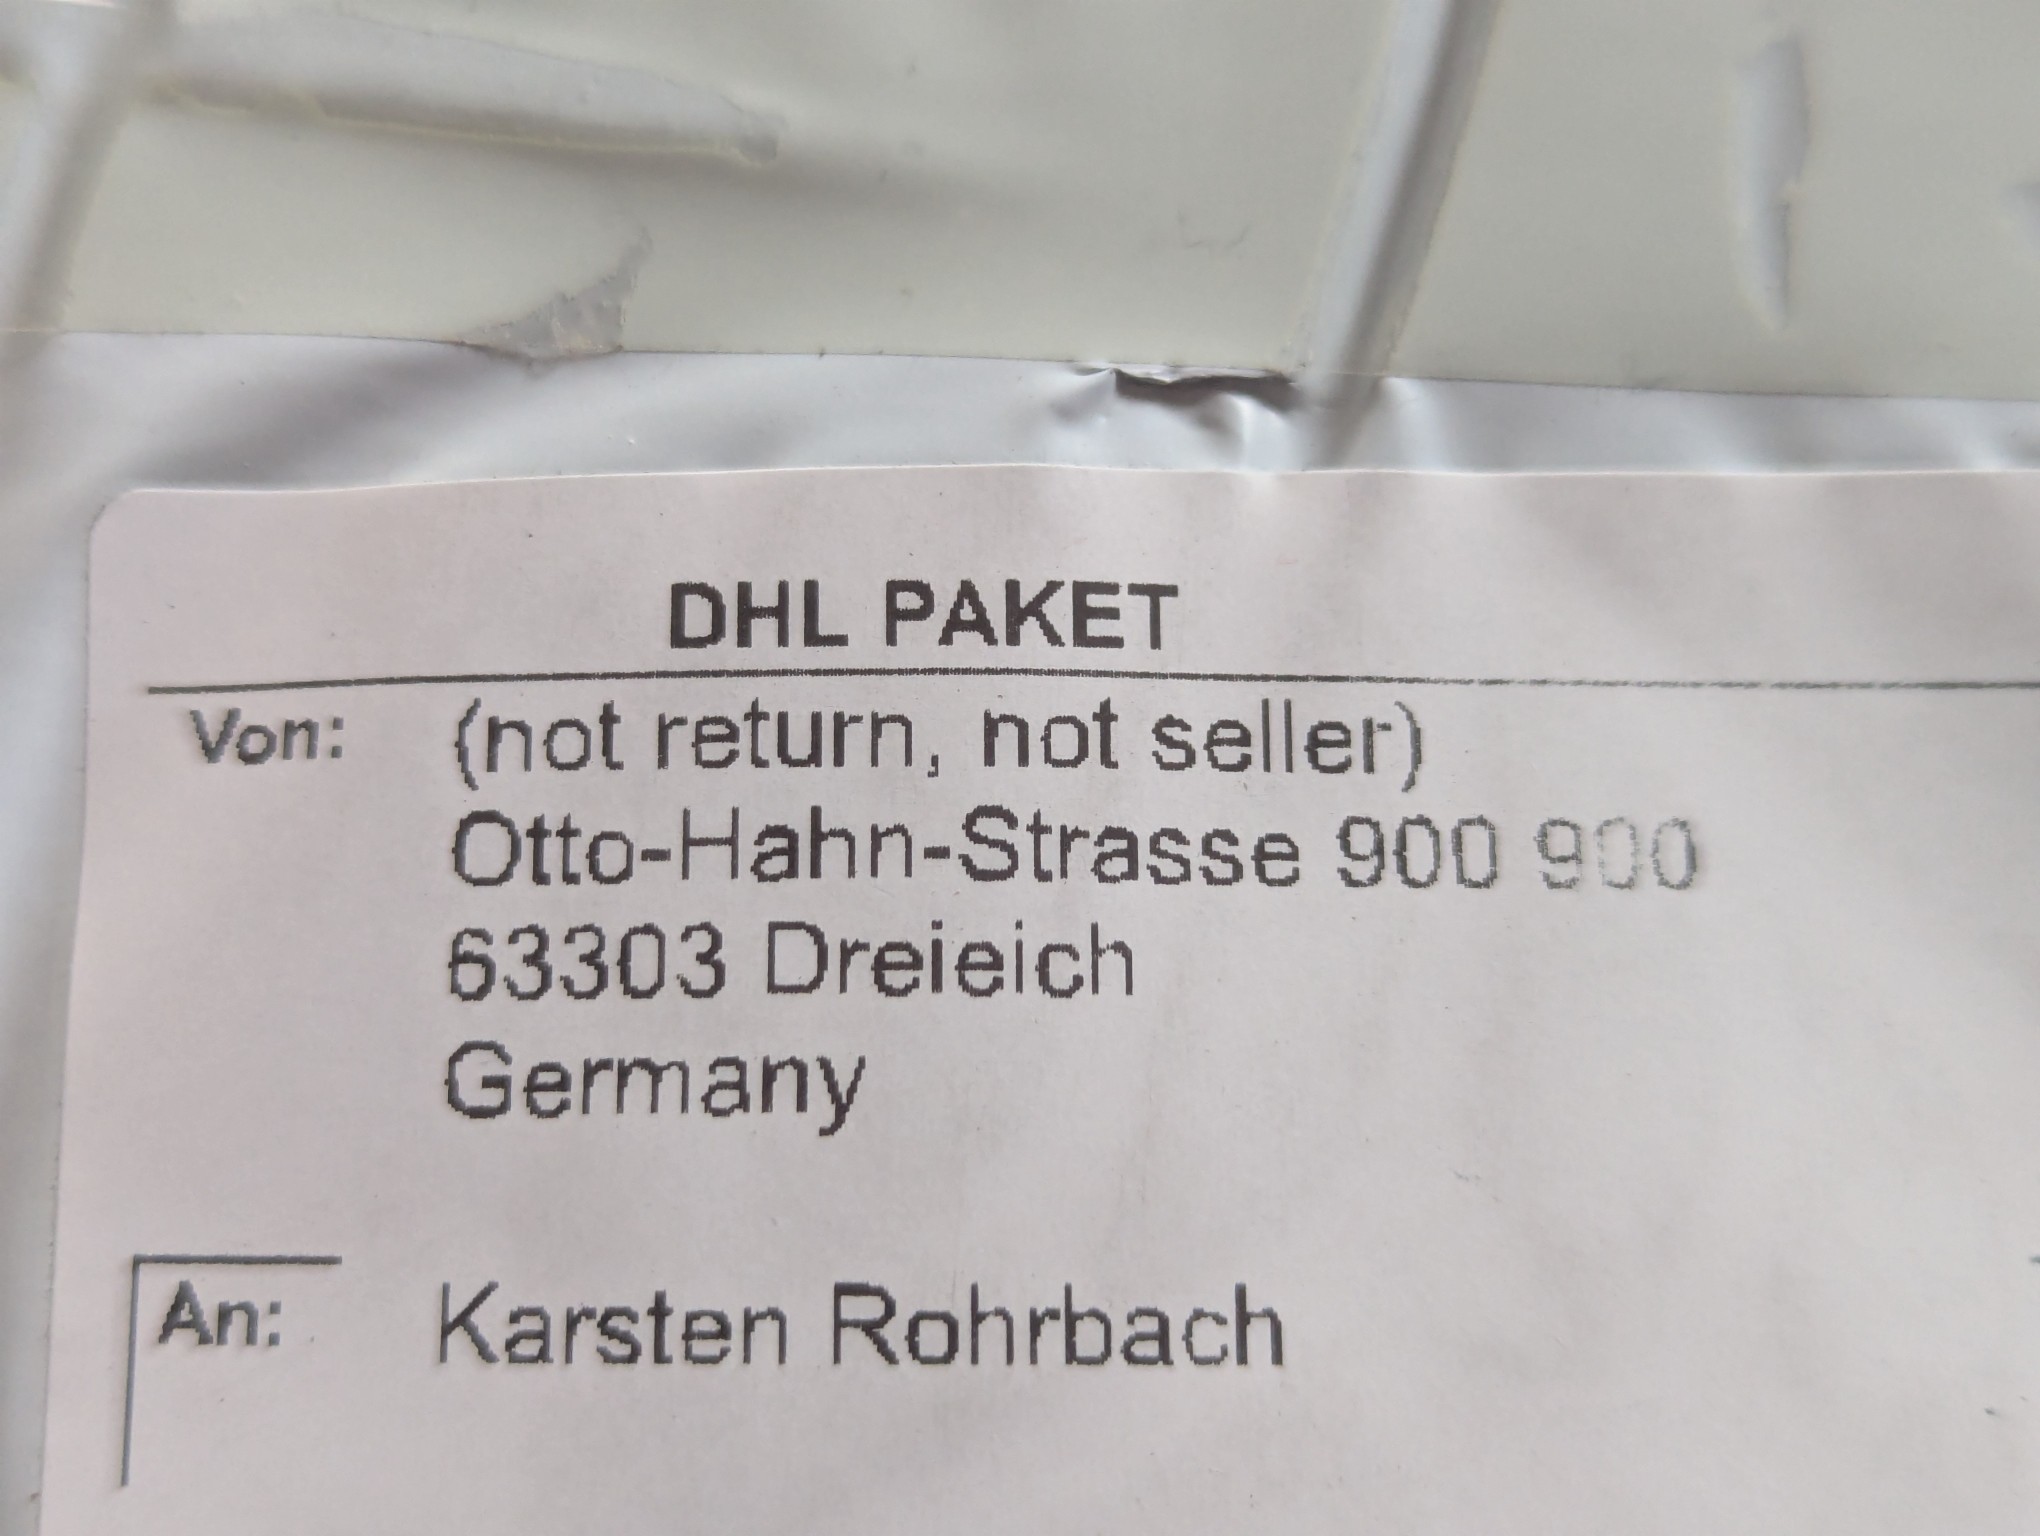 DHL PAKET
Von: (not return, not seller)
Otto-Hahn-Strasse 900 900
63303 Dreieich
Germany
An: Karsten Rohrbach